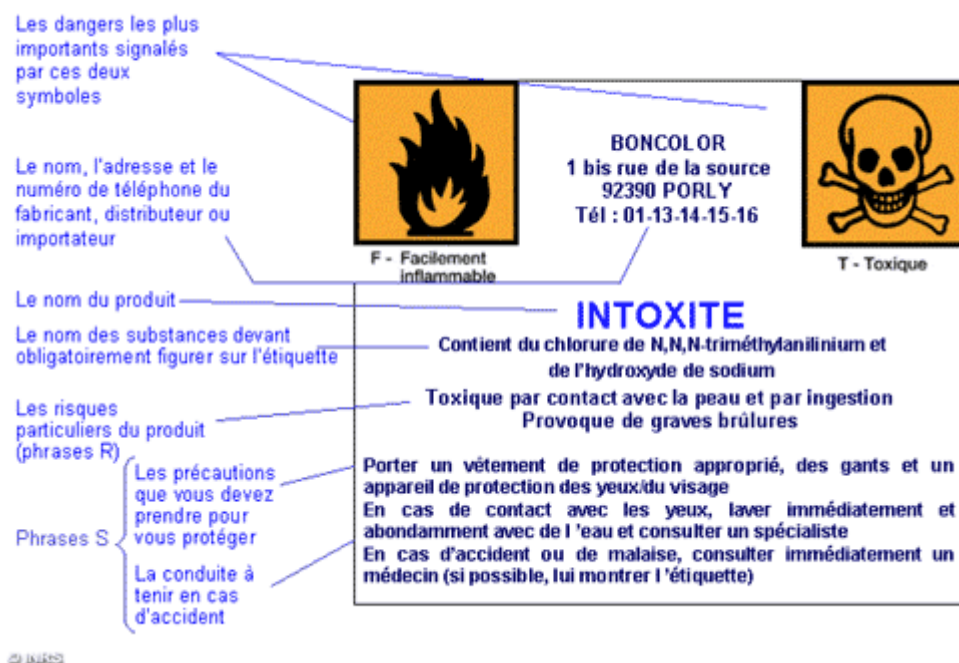 Les dangers les plus
importants signalés
par ces deux
symboles
Le nom, l'adresse et le
numéro de téléphone du
fabricant, distributeur ou
importateur
Le nom du produit
Le nom des substances devant
obligatoirement figurer sur l'étiquette
Les risques
particuliers du produit
(phrases R)
Phrases S
Les précautions
que vous devez
prendre pour
vous protéger
La conduite à
tenir en cas
d'accident
F - Facilement
inflammable
BONCOLOR
1 bis rue de la source
92390 PORLY
Tél : 01-13-14-15-16
T - Toxique
INTOXITE
Contient du chlorure de N,N,N-triméthylanilinium et
de l'hydroxyde de sodium
Toxique par contact avec la peau et par ingestion
Provoque de graves brûlures
Porter un vêtement de protection approprié, des gants et un
appareil de protection des yeux/du visage
En cas de contact avec les yeux, laver immédiatement et
abondamment avec de l 'eau et consulter un spécialiste
En cas d'accident ou de malaise, consulter immédiatement un
médecin (si possible, lui montrer l 'étiquette)
© INRS